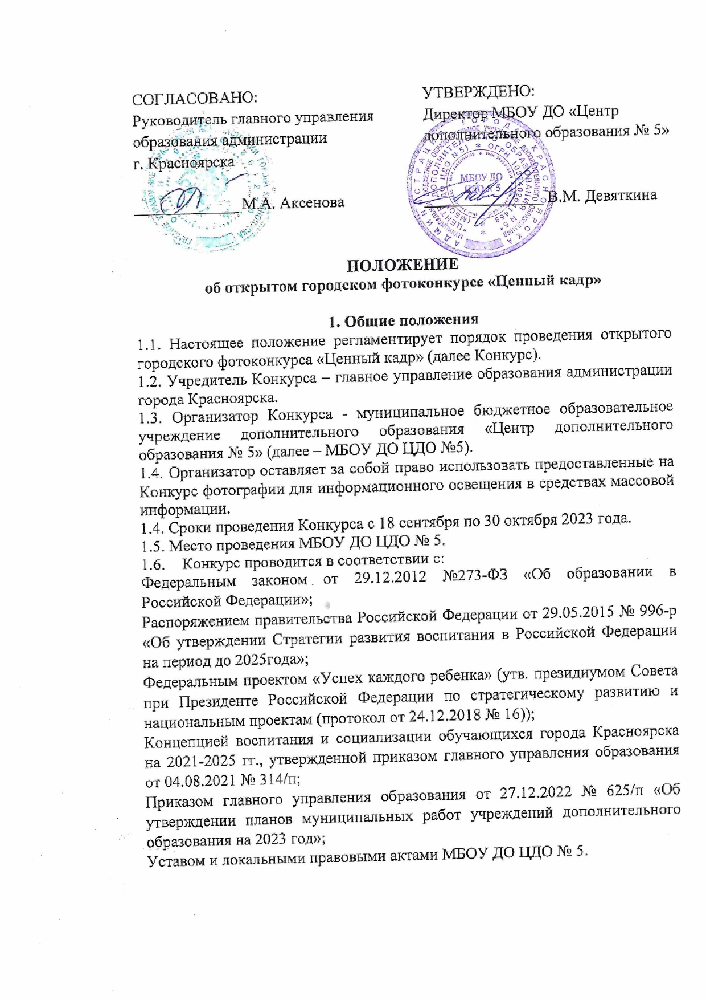 СОГЛАСОВАНО:
Руководитель главного управления
образования администрации
г. Красноярска
М.А. Аксенова
УТВЕРЖДЕНО:
Директор МБОУ ДО «Центр
дополнительного образования № 5»
МБОУ ДО
ЦДО № 5
В.М. Девяткина
ПОЛОЖЕНИЕ
об открытом городском фотоконкурсе «Ценный кадр»
1. Общие положения
1.1. Настоящее положение регламентирует порядок проведения открытого
городского фотоконкурса «Ценный кадр» (далее Конкурс).
1.2. Учредитель Конкурса – главное управление образования администрации
города Красноярска.
1.3. Организатор Конкурса - муниципальное бюджетное образовательное
учреждение дополнительного образования «Центр дополнительного
образования № 5» (далее – МБОУ ДО ЦДО №5).
1.4. Организатор оставляет за собой право использовать предоставленные на
Конкурс фотографии для информационного освещения в средствах массовой
информации.
1.4. Сроки проведения Конкурса с 18 сентября по 30 октября 2023 года.
1.5. Место проведения МБОУ ДО ЦДО № 5.
1.6. Конкурс проводится в соответствии с:
Федеральным законом от 29.12.2012 №273-ФЗ «Об образовании в
Российской Федерации»;
Распоряжением правительства Российской Федерации от 29.05.2015 № 996-р
«Об утверждении Стратегии развития воспитания в Российской Федерации
на период до 2025года»;
Федеральным проектом «Успех каждого ребенка» (утв. президиумом Совета
при Президенте Российской Федерации по стратегическому развитию и
национальным проектам (протокол от 24.12.2018 № 16));
Концепцией воспитания и социализации обучающихся города Красноярска
на 2021-2025 гг., утвержденной приказом главного управления образования
от 04.08.2021 № 314/п;
Приказом главного управления образования от 27.12.2022 № 625/п «Об
утверждении планов муниципальных работ учреждений дополнительного
образования на 2023 год»;
Уставом и локальными правовыми актами МБОУ ДО ЦДО № 5.